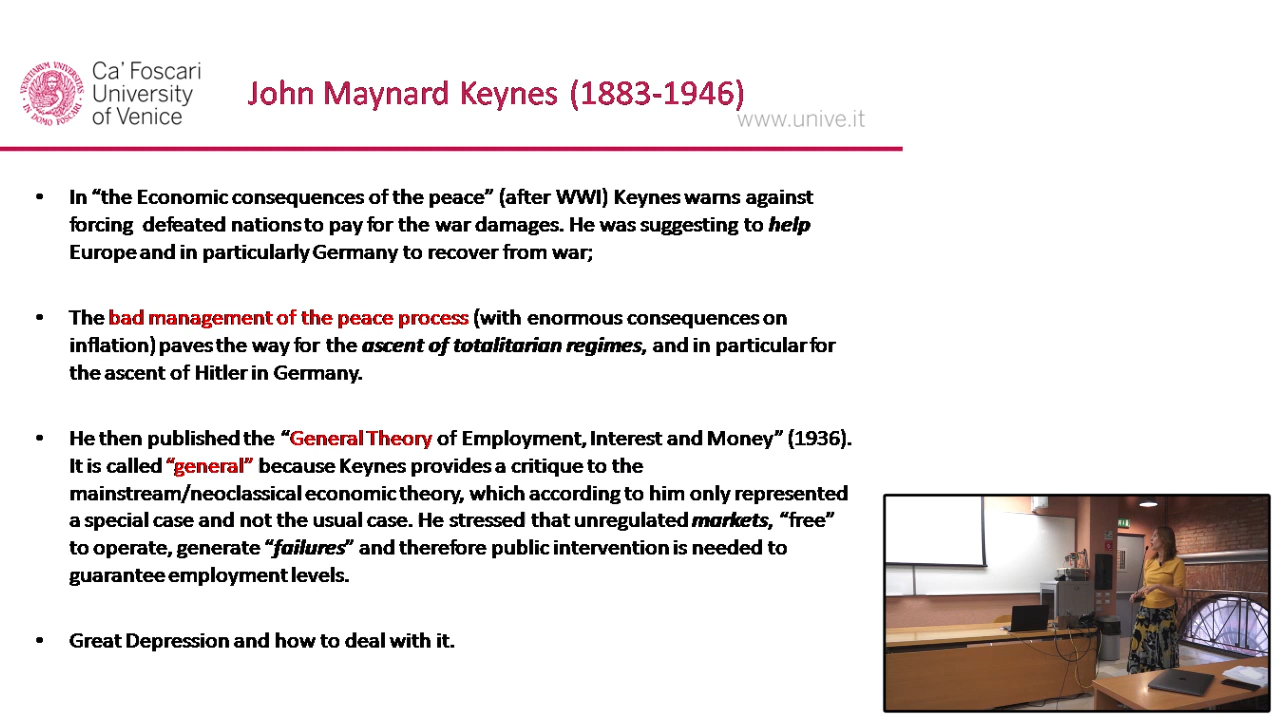 Ca' Foscari
University
of Venice
VENETIARUM UNIVERSITAS
IN DOMO FOSCARI
John Maynard Keynes (1883-1946)
www.unive.it
• In “the Economic consequences of the peace” (after WWI) Keynes warns against
forcing defeated nations to pay for the war damages. He was suggesting to help
Europe and in particularly Germany to recover from war;
• The bad management of the peace process (with enormous consequences on
inflation) paves the way for the ascent of totalitarian regimes, and in particular for
the ascent of Hitler in Germany.
• He then published the “General Theory of Employment, Interest and Money” (1936).
It is called “general” because Keynes provides a critique to the
mainstream/neoclassical economic theory, which according to him only represented
a special case and not the usual case. He stressed that unregulated markets, “free”
to operate, generate “failures” and therefore public intervention is needed to
guarantee employment levels.
• Great Depression and how to deal with it.